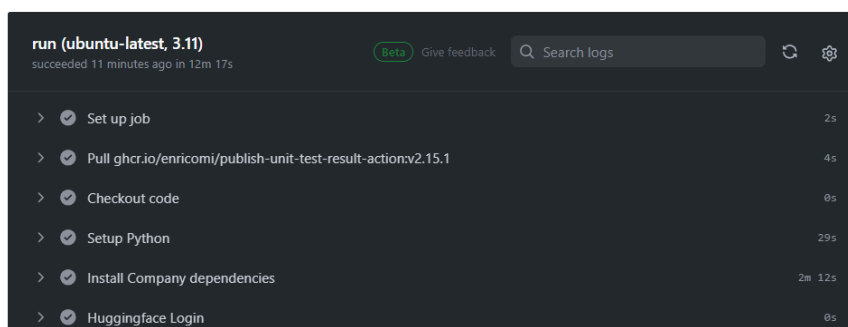 run (ubuntu-latest, 3.11)
succeeded 11 minutes ago in 12m 17s
Beta Give feedback Search logs
Set up job 2s
Pull ghcr.io/enricomi/publish-unit-test-result-action:v2.15.1 4s
Checkout code 0s
Setup Python 29s
Install Company dependencies 2m 12s
Huggingface Login 0s